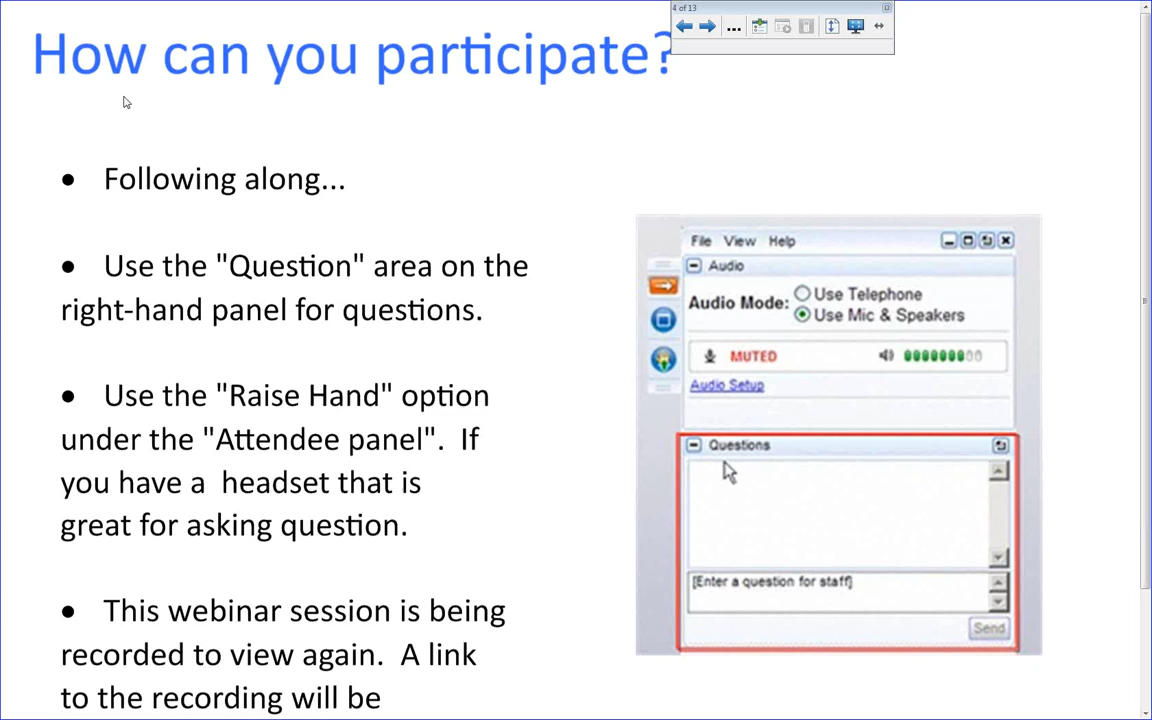 4 of 13
How can you participate?
• Following along...
• Use the "Question" area on the
right-hand panel for questions.
• Use the "Raise Hand" option
under the "Attendee panel". If
you have a headset that is
great for asking question.
• This webinar session is being
recorded to view again. A link
to the recording will be
File View Help
Audio
Audio Mode: Use Telephone
Use Mic & Speakers
MUTED
Audio Setup
Questions
[Enter a question for staff]
Send